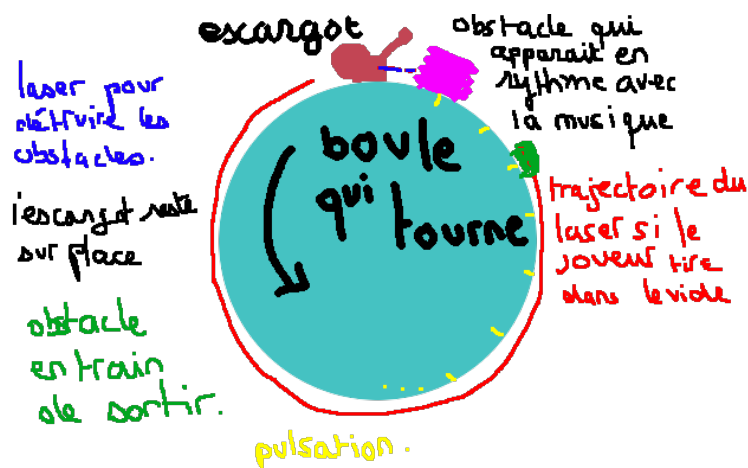 escargot
obstacle qui
apparait en
rythme avec
la musique
laser pour
détruire les
obstacles.
boule
qui
tourne
l'escargot reste
sur place
trajectoire du
laser si le
joueur tire
dans le vide
obstacle
en train
de sortir.
pulsation.